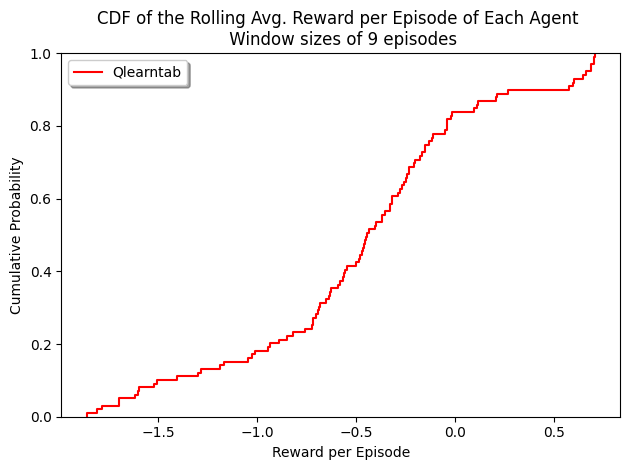 CDF of the Rolling Avg. Reward per Episode of Each Agent
Window sizes of 9 episodes
Qlearntab
Cumulative Probability
1.0
0.8
0.6
0.4
0.2
0.0
−1.5 −1.0 −0.5 0.0 0.5
Reward per Episode